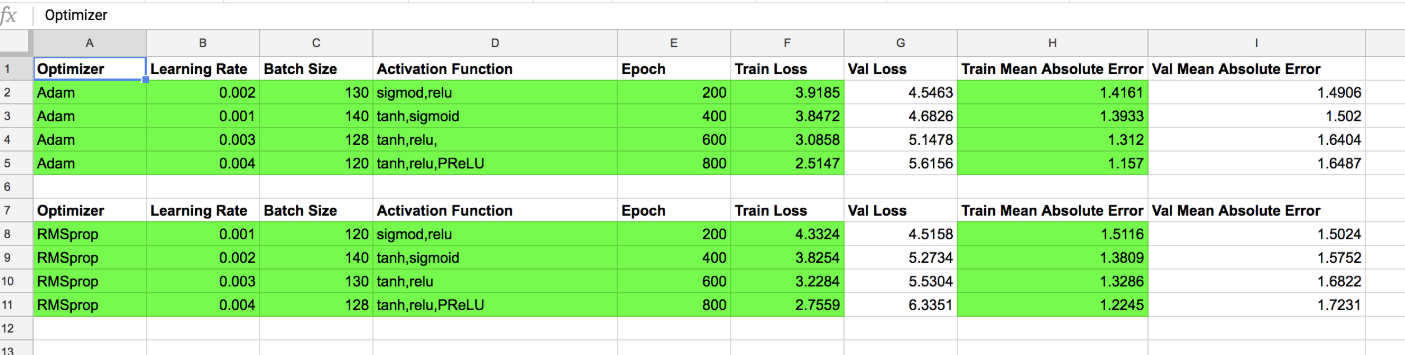 fx Optimizer
A B C D E F G H I
1 Optimizer Learning Rate Batch Size Activation Function Epoch Train Loss Val Loss Train Mean Absolute Error Val Mean Absolute Error
2 Adam 0.002 130 sigmod,relu 200 3.9185 4.5463 1.4161 1.4906
3 Adam 0.001 140 tanh,sigmoid 400 3.8472 4.6826 1.3933 1.502
4 Adam 0.003 128 tanh,relu, 600 3.0858 5.1478 1.312 1.6404
5 Adam 0.004 120 tanh,relu,PReLU 800 2.5147 5.6156 1.157 1.6487
6
7 Optimizer Learning Rate Batch Size Activation Function Epoch Train Loss Val Loss Train Mean Absolute Error Val Mean Absolute Error
8 RMSprop 0.001 120 sigmod,relu 200 4.3324 4.5158 1.5116 1.5024
9 RMSprop 0.002 140 tanh,sigmoid 400 3.8254 5.2734 1.3809 1.5752
10 RMSprop 0.003 130 tanh,relu 600 3.2284 5.5304 1.3286 1.6822
11 RMSprop 0.004 128 tanh,relu,PReLU 800 2.7559 6.3351 1.2245 1.7231
12
13